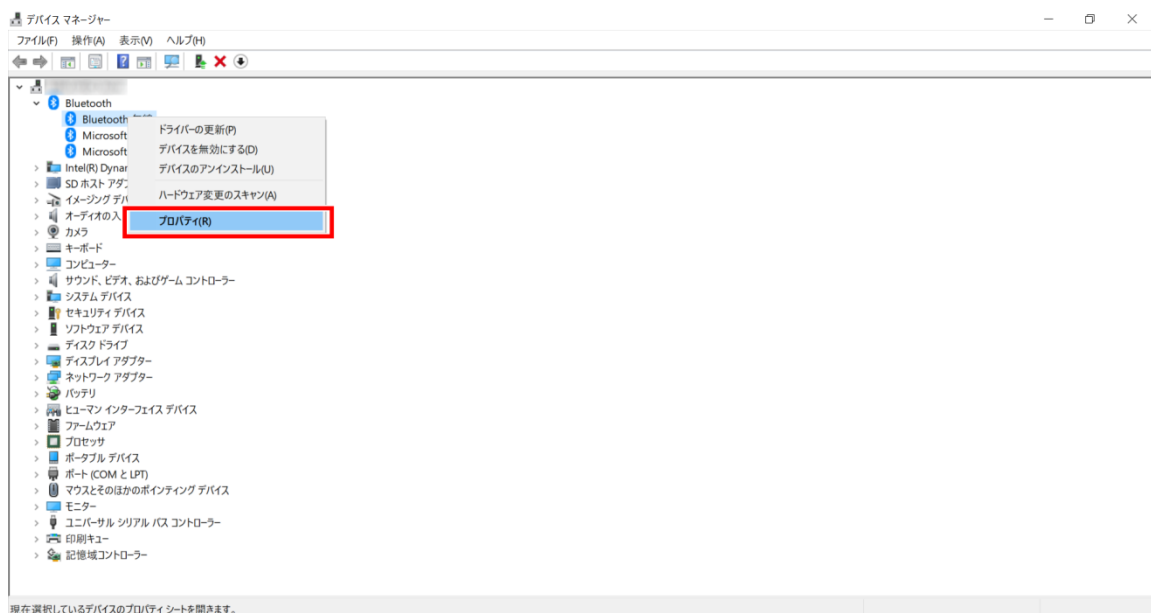 デバイス マネージャー
ファイル(F) 操作(A) 表示(V) ヘルプ(H)
Bluetooth
Bluetooth
ドライバーの更新(P)
Microsoft
デバイスを無効にする(D)
Microsoft
デバイスのアンインストール(U)
Intel(R)
SD ホスト
ハードウェア変更のスキャン(A)
イメージング
オーディオの入
プロパティ(R)
カメラ
キーボード
コンピューター
サウンド、ビデオ、およびゲーム コントローラー
システム デバイス
セキュリティ デバイス
ソフトウェア デバイス
ディスク ドライブ
ディスプレイ アダプター
ネットワーク アダプター
バッテリ
ヒューマン インターフェイス デバイス
ファームウェア
プロセッサ
ポータブル デバイス
ポート (COM と LPT)
マウスとそのほかのポインティング デバイス
モニター
ユニバーサル シリアル バス コントローラー
印刷キュー
記憶域コントローラー
現在選択しているデバイスのプロパティ シートを開きます。